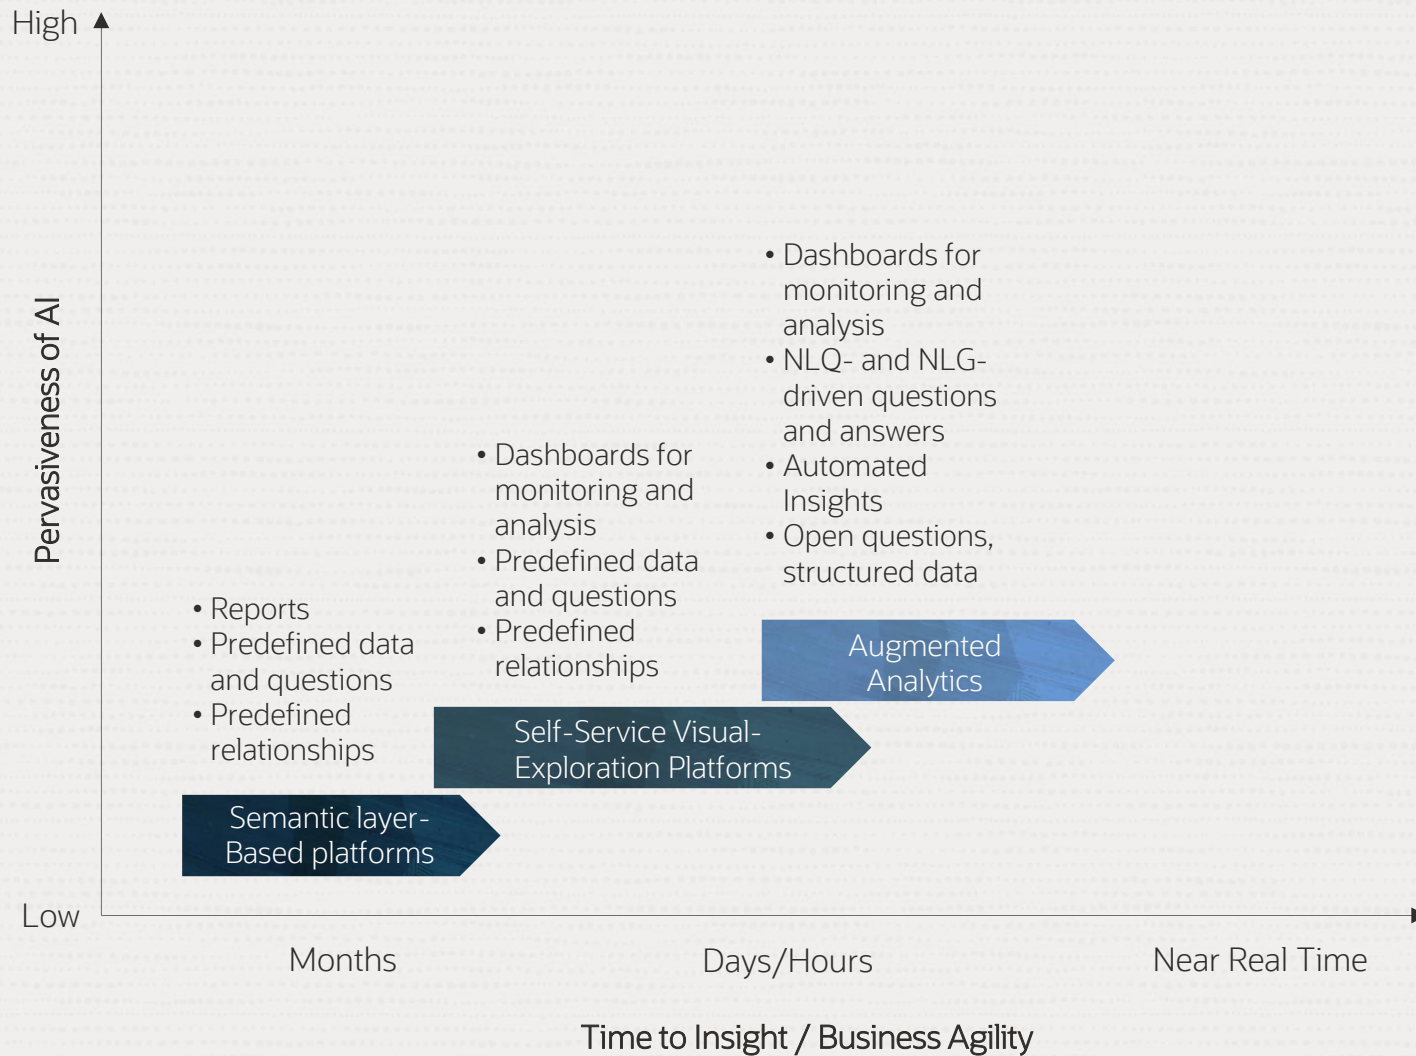 High
Pervasiveness of AI
• Dashboards for
monitoring and
analysis
• NLQ- and NLG-
driven questions
and answers
• Automated
Insights
• Open questions,
structured data
Augmented
Analytics
• Dashboards for
monitoring and
analysis
• Predefined data
and questions
• Predefined
relationships
Self-Service Visual-
Exploration Platforms
• Reports
• Predefined data
and questions
• Predefined
relationships
Semantic layer-
Based platforms
Low
Months
Days/Hours
Near Real Time
Time to Insight / Business Agility